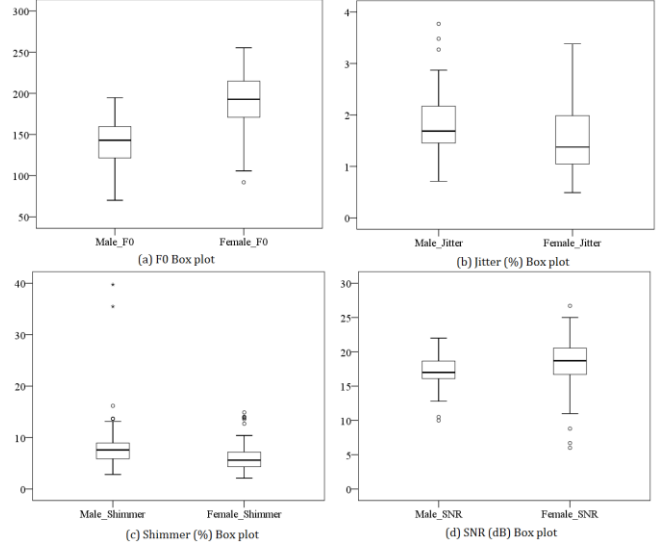 300
250
200
150
100
50
Male_F0 Female_F0
(a) F0 Box plot
4
3
2
1
0
Male_Jitter Female_Jitter
(b) Jitter (%) Box plot
40
30
20
10
0
Male_Shimmer Female_Shimmer
(c) Shimmer (%) Box plot
30
25
20
15
10
5
0
Male_SNR Female_SNR
(d) SNR (dB) Box plot